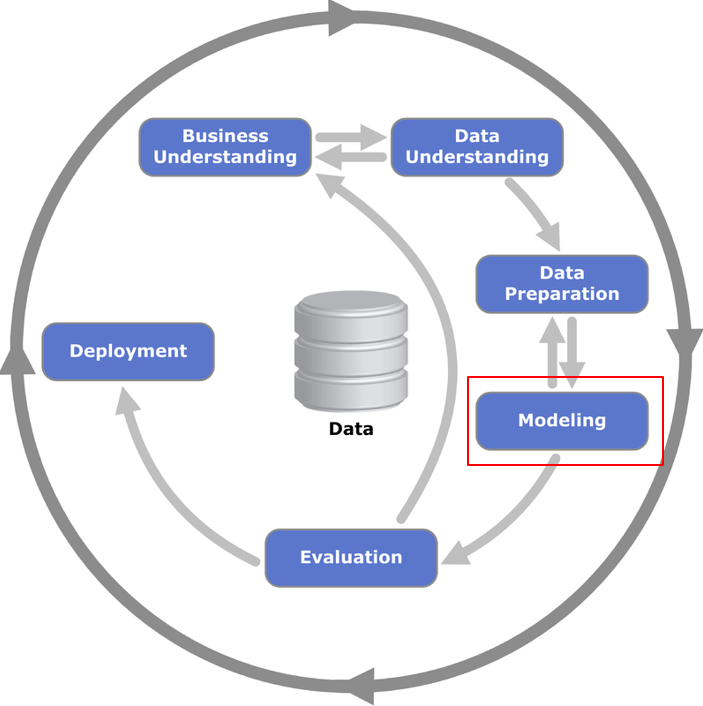 Business
Understanding
Data
Understanding
Data
Preparation
Deployment
Data
Modeling
Evaluation